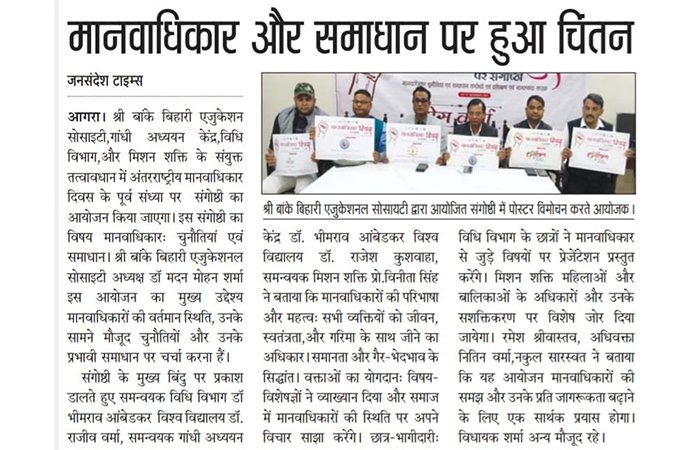 मानवाधिकार और समाधान पर हुआ चिंतन
जनसंदेश टाइम्स
आगरा। श्री बांके बिहारी एजुकेशन
सोसाइटी,गांधी अध्ययन केंद्र,विधि
विभाग,और मिशन शक्ति के संयुक्त
तत्वावधान में अंतरराष्ट्रीय मानवाधिकार
दिवस के पूर्व संध्या पर संगोष्ठी का
आयोजन किया जाएगा। इस संगोष्ठी का
विषय मानवाधिकारः चुनौतियां एवं
समाधान। श्री बांके बिहारी एजुकेशनल
सोसाइटी अध्यक्ष डॉ मदन मोहन शर्मा
इस आयोजन का मुख्य उद्देश्य
मानवाधिकारों की वर्तमान स्थिति, उनके
सामने मौजूद चुनौतियों और उनके
प्रभावी समाधान पर चर्चा करना हैं।
संगोष्ठी के मुख्य बिंदु पर प्रकाश
डालते हुए समन्वयक विधि विभाग डॉ
भीमराव आंबेडकर विश्व विद्यालय डॉ.
राजीव वर्मा, समन्वयक गांधी अध्ययन
पर संगोष्ठी
मानवाधिकार
श्री बांके बिहारी एजुकेशनल सोसायटी द्वारा आयोजित संगोष्ठी में पोस्टर विमोचन करते आयोजक।
केंद्र डॉ. भीमराव आंबेडकर विश्व
विद्यालय डॉ. राजेश कुशवाहा,
समन्वयक मिशन शक्ति प्रो.विनीता सिंह
ने बताया कि मानवाधिकारों की परिभाषा
और महत्वः सभी व्यक्तियों को जीवन,
स्वतंत्रता,और गरिमा के साथ जीने का
अधिकार।समानता और गैर-भेदभाव के
सिद्धांत। वक्ताओं का योगदानः विषय-
विशेषज्ञों ने व्याख्यान दिया और समाज
में मानवाधिकारों की स्थिति पर अपने
विचार साझा करेंगे। छात्र-भागीदारीः
विधि विभाग के छात्रों ने मानवाधिकार
से जुड़े विषयों पर प्रेजेंटेशन प्रस्तुत
करेंगे। मिशन शक्ति महिलाओं और
बालिकाओं के अधिकारों और उनके
सशक्तिकरण पर विशेष जोर दिया
जायेगा। रमेश श्रीवास्तव, अधिवक्ता
नितिन वर्मा,नकुल सारस्वत ने बताया
कि यह आयोजन मानवाधिकारों की
समझ और उनके प्रति जागरूकता बढ़ाने
के लिए एक सार्थक प्रयास होगा।
विधायक शर्मा अन्य मौजूद रहे।